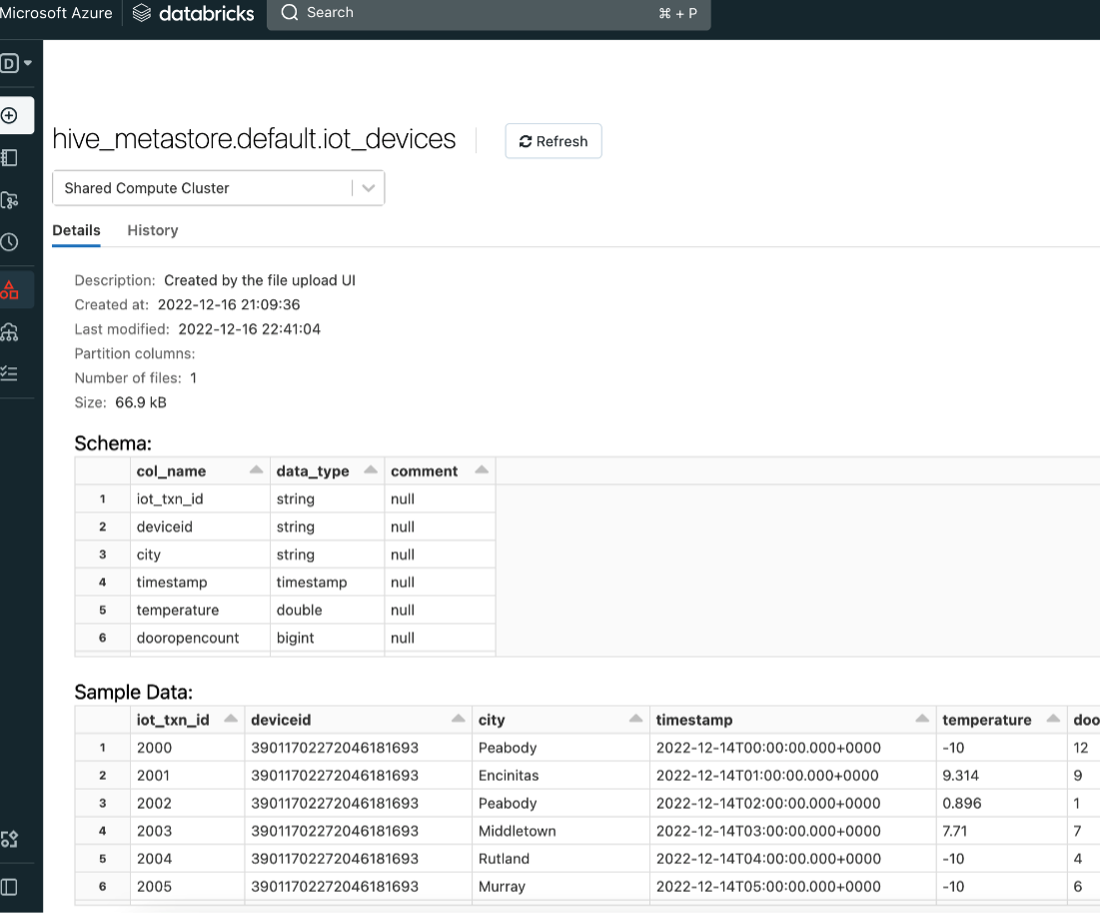 Microsoft Azure databricks Search ⌘ + P
D
hive_metastore.default.iot_devices Refresh
Shared Compute Cluster
Details History
Description: Created by the file upload UI
Created at: 2022-12-16 21:09:36
Last modified: 2022-12-16 22:41:04
Partition columns:
Number of files: 1
Size: 66.9 kB
Schema:
col_name data_type comment
1 iot_txn_id string null
2 deviceid string null
3 city string null
4 timestamp timestamp null
5 temperature double null
6 dooropencount bigint null
Sample Data:
iot_txn_id deviceid city timestamp temperature doo
1 2000 39011702272046181693 Peabody 2022-12-14T00:00:00.000+0000 -10 12
2 2001 39011702272046181693 Encinitas 2022-12-14T01:00:00.000+0000 9.314 9
3 2002 39011702272046181693 Peabody 2022-12-14T02:00:00.000+0000 0.896 1
4 2003 39011702272046181693 Middletown 2022-12-14T03:00:00.000+0000 7.71 7
5 2004 39011702272046181693 Rutland 2022-12-14T04:00:00.000+0000 -10 4
6 2005 39011702272046181693 Murray 2022-12-14T05:00:00.000+0000 -10 6